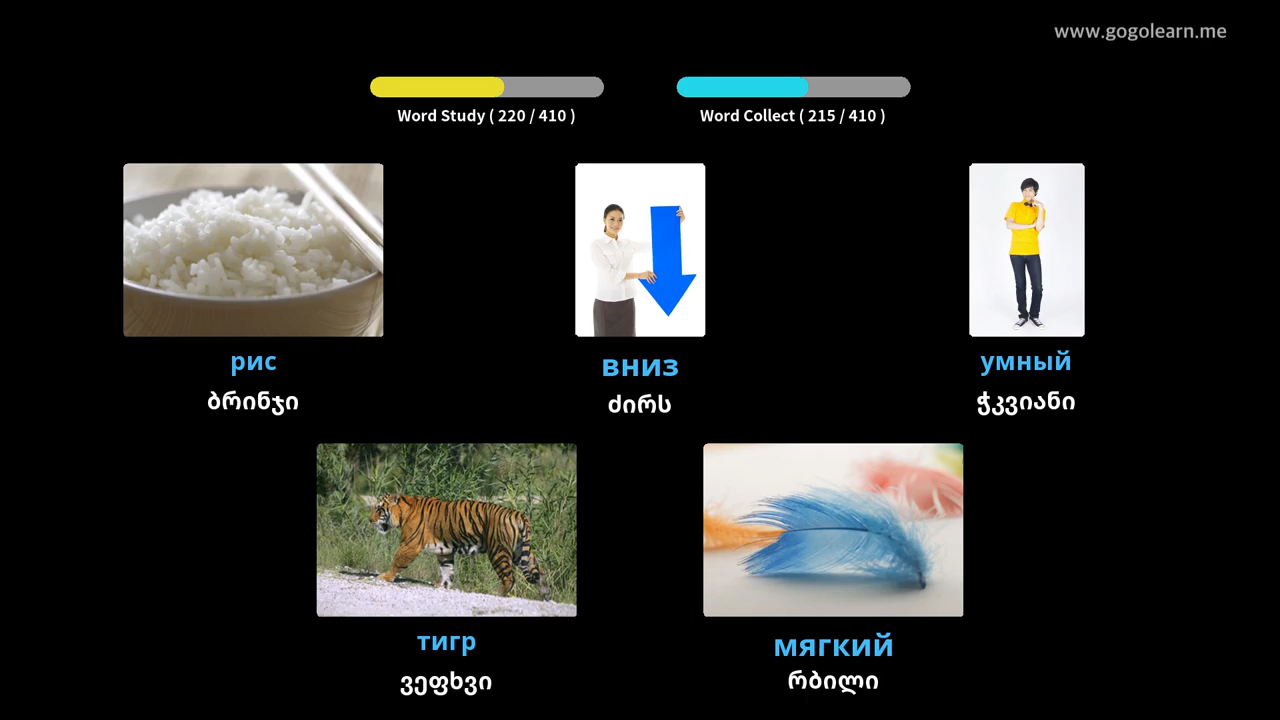 www.gogolearn.me
Word Study ( 220 / 410 )
Word Collect ( 215 / 410 )
рис
вниз
умный
ბრინჯი
ძირს
ჭკვიანი
тигр
мягкий
ვეფხვი
რბილი